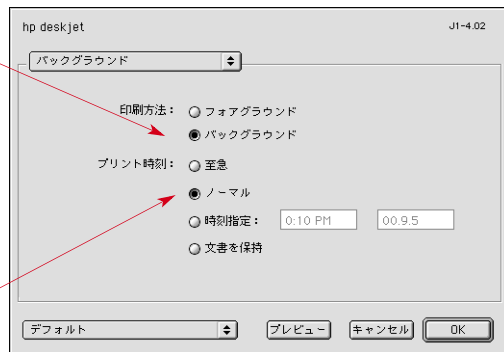 hp deskjet J1-4.02
バックグラウンド
印刷方法： フォアグラウンド
バックグラウンド
プリント時刻： 至急
ノーマル
時刻指定： 0:10 PM 00.9.5
文書を保持
デフォルト プレビュー キャンセル OK